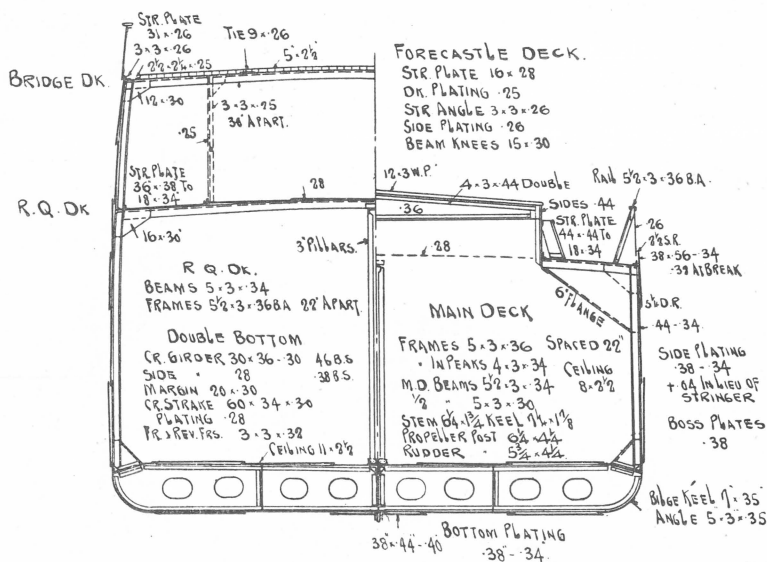 STR. PLATE
31 × .26
3 × 3 × .26
2½ × 2½ × .25
TIE 9 × .26
5" × 2½"
BRIDGE DK.
12 × .30
3 × 3 × .25
36" APART.
.25
STR. PLATE
36 × .38 TO
18 × .34
.28
R.Q. DK
16 × .30"
3" PILLARS.
R Q. DK.
BEAMS 5 × 3 × .34
FRAMES 5½ × 3 × .36 B A 22" APART.
DOUBLE BOTTOM
CR. GIRDER 30 × 36 - 30 .46 B.S
SIDE " .28 .38 B.S.
MARGIN 20 × .30
CR. STRAKE 60 × 34 × 30
PLATING .28
FR. & REV. FRS. 3 × 3 × .32
CEILING 11 × 2½
FORECASTLE DECK.
STR. PLATE 16 × 28
DK. PLATING .25
STR ANGLE 3 × 3 × .26
SIDE PLATING .26
BEAM KNEES 15 × .30
12 × .3 W.P.
4 × 3 × .44 DOUBLE
.36
SIDES .44
STR. PLATE
44 × .44 TO
18 × .34
RAIL 5½ × 3 × .36 B.A.
.26
2½ S.R.
38 × .56 - .34
.39 AT BREAK
.28
6" FLANGE
D.R.
.44 - 34.
MAIN DECK
FRAMES 5 × 3 × 36 SPACED 22"
" IN PEAKS 4 × 3 × 34
CEILING
8 × 2½
M.D. BEAMS 5½ × 3 × .34
½ " 5 × 3 × .30
STEM 6¼ × 1¾ KEEL 7½ × 1⅞
PROPELLER POST 6¼ × 4¼
RUDDER " 5¾ × 4¼
SIDE PLATING
.38 - 34
+ .04 IN LIEU OF
STRINGER
BOSS PLATES
.38
BILGE KEEL 7" × 35"
ANGLE 5 × 3" × 35
BOTTOM PLATING
.38" - .34.
38" × .44" - .40